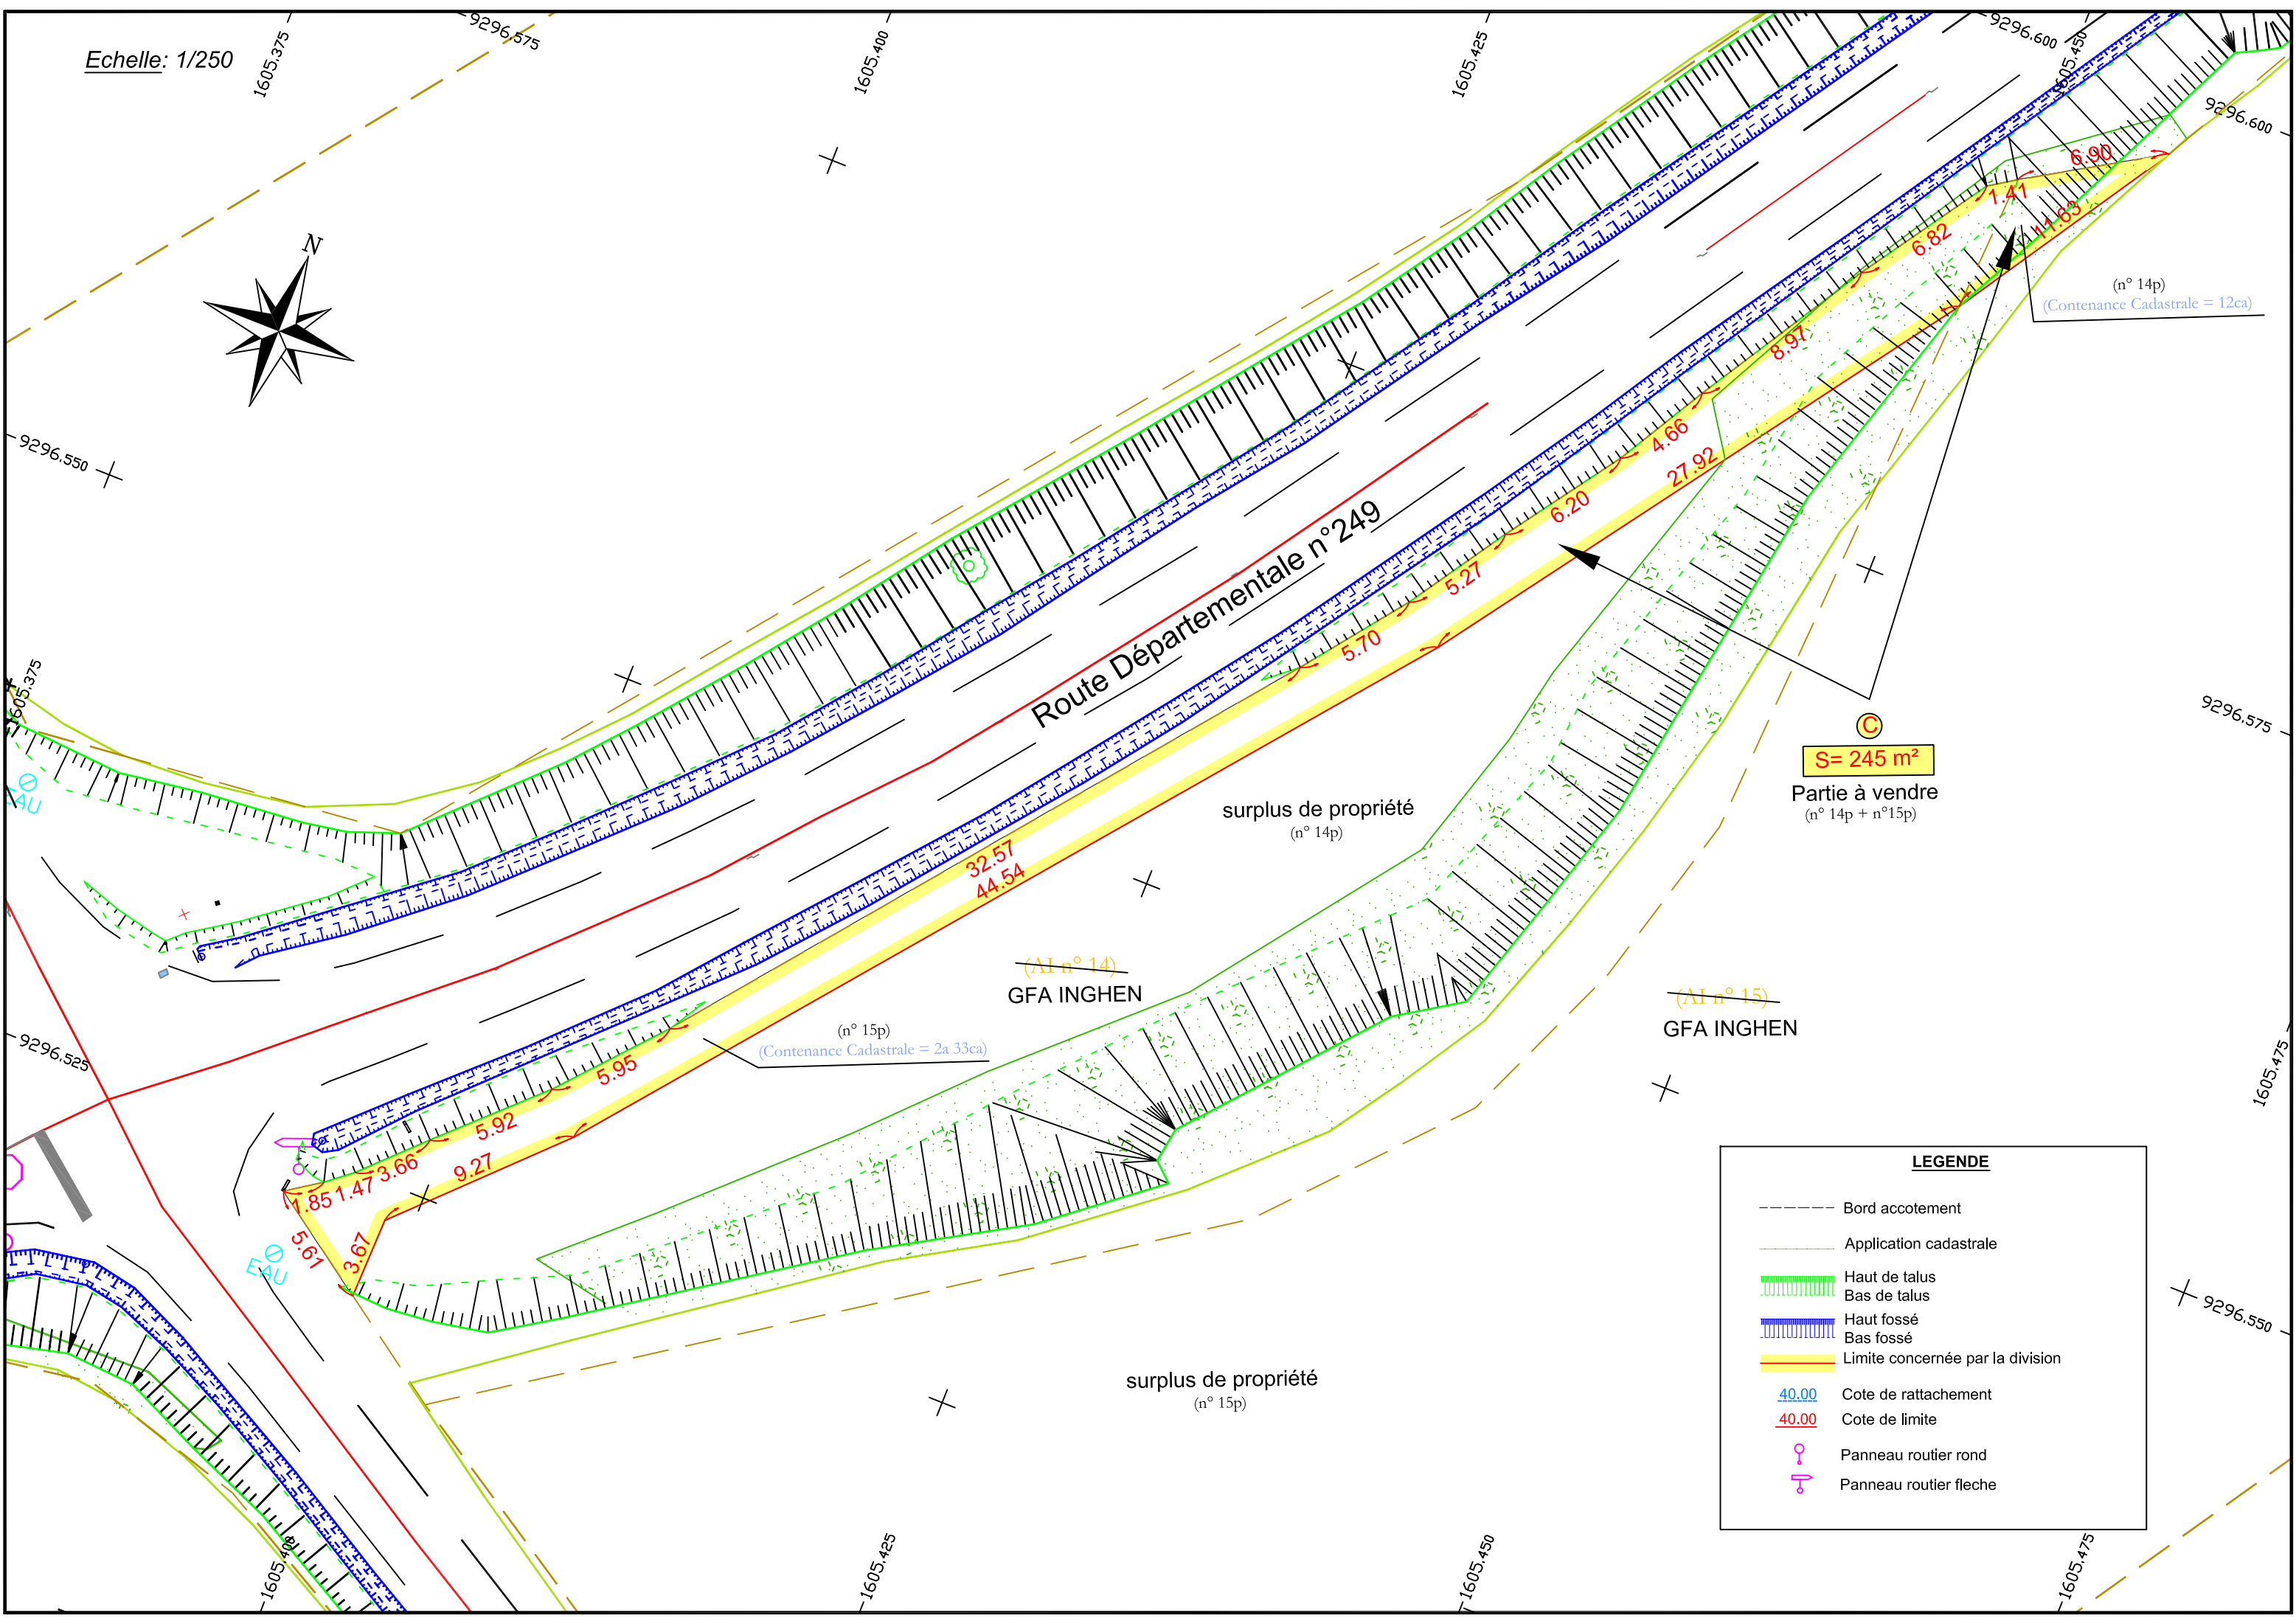 Echelle: 1/250
1605.375
9296.575
1605.400
1605.425
9296.600
1605.450
9296.600
N
6.90
1.41
11.63
6.82
(n° 14p)
(Contenance Cadastrale = 12ca)
8.97
4.66
27.92
9296.550
6.20
Route Départementale n°249
5.27
5.70
1605.375
9296.575
C
S= 245 m²
Partie à vendre
(n° 14p + n°15p)
EAU
surplus de propriété
(n° 14p)
32.57
44.54
(AI n° 14)
GFA INGHEN
(AI n° 15)
GFA INGHEN
(n° 15p)
(Contenance Cadastrale = 2a 33ca)
9296.525
5.95
5.92
3.66
9.27
1.47
1.85
5.61
3.67
EAU
1605.475
9296.550
surplus de propriété
(n° 15p)
LEGENDE
Bord accotement
Application cadastrale
Haut de talus
Bas de talus
Haut fossé
Bas fossé
Limite concernée par la division
40.00 Cote de rattachement
40.00 Cote de limite
Panneau routier rond
Panneau routier fleche
1605.400
1605.425
1605.450
1605.475